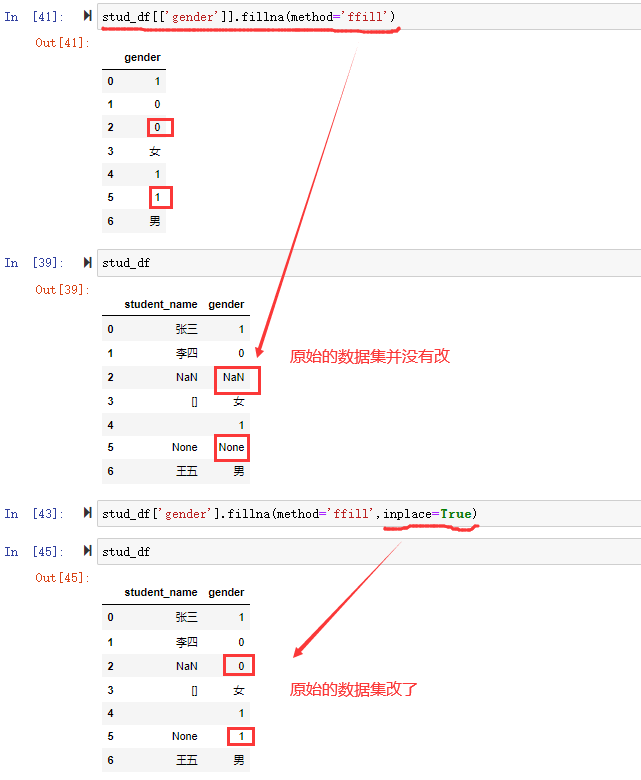 In [41]: stud_df[['gender']].fillna(method='ffill')
Out[41]:
gender
0 1
1 0
2 0
3 女
4 1
5 1
6 男
In [39]: stud_df
Out[39]:
student_name gender
0 张三 1
1 李四 0
2 NaN NaN
3 [] 女
4 1
5 None None
6 王五 男
原始的数据集并没有改
In [43]: stud_df['gender'].fillna(method='ffill',inplace=True)
In [45]: stud_df
Out[45]:
student_name gender
0 张三 1
1 李四 0
2 NaN 0
3 [] 女
4 1
5 None 1
6 王五 男
原始的数据集改了